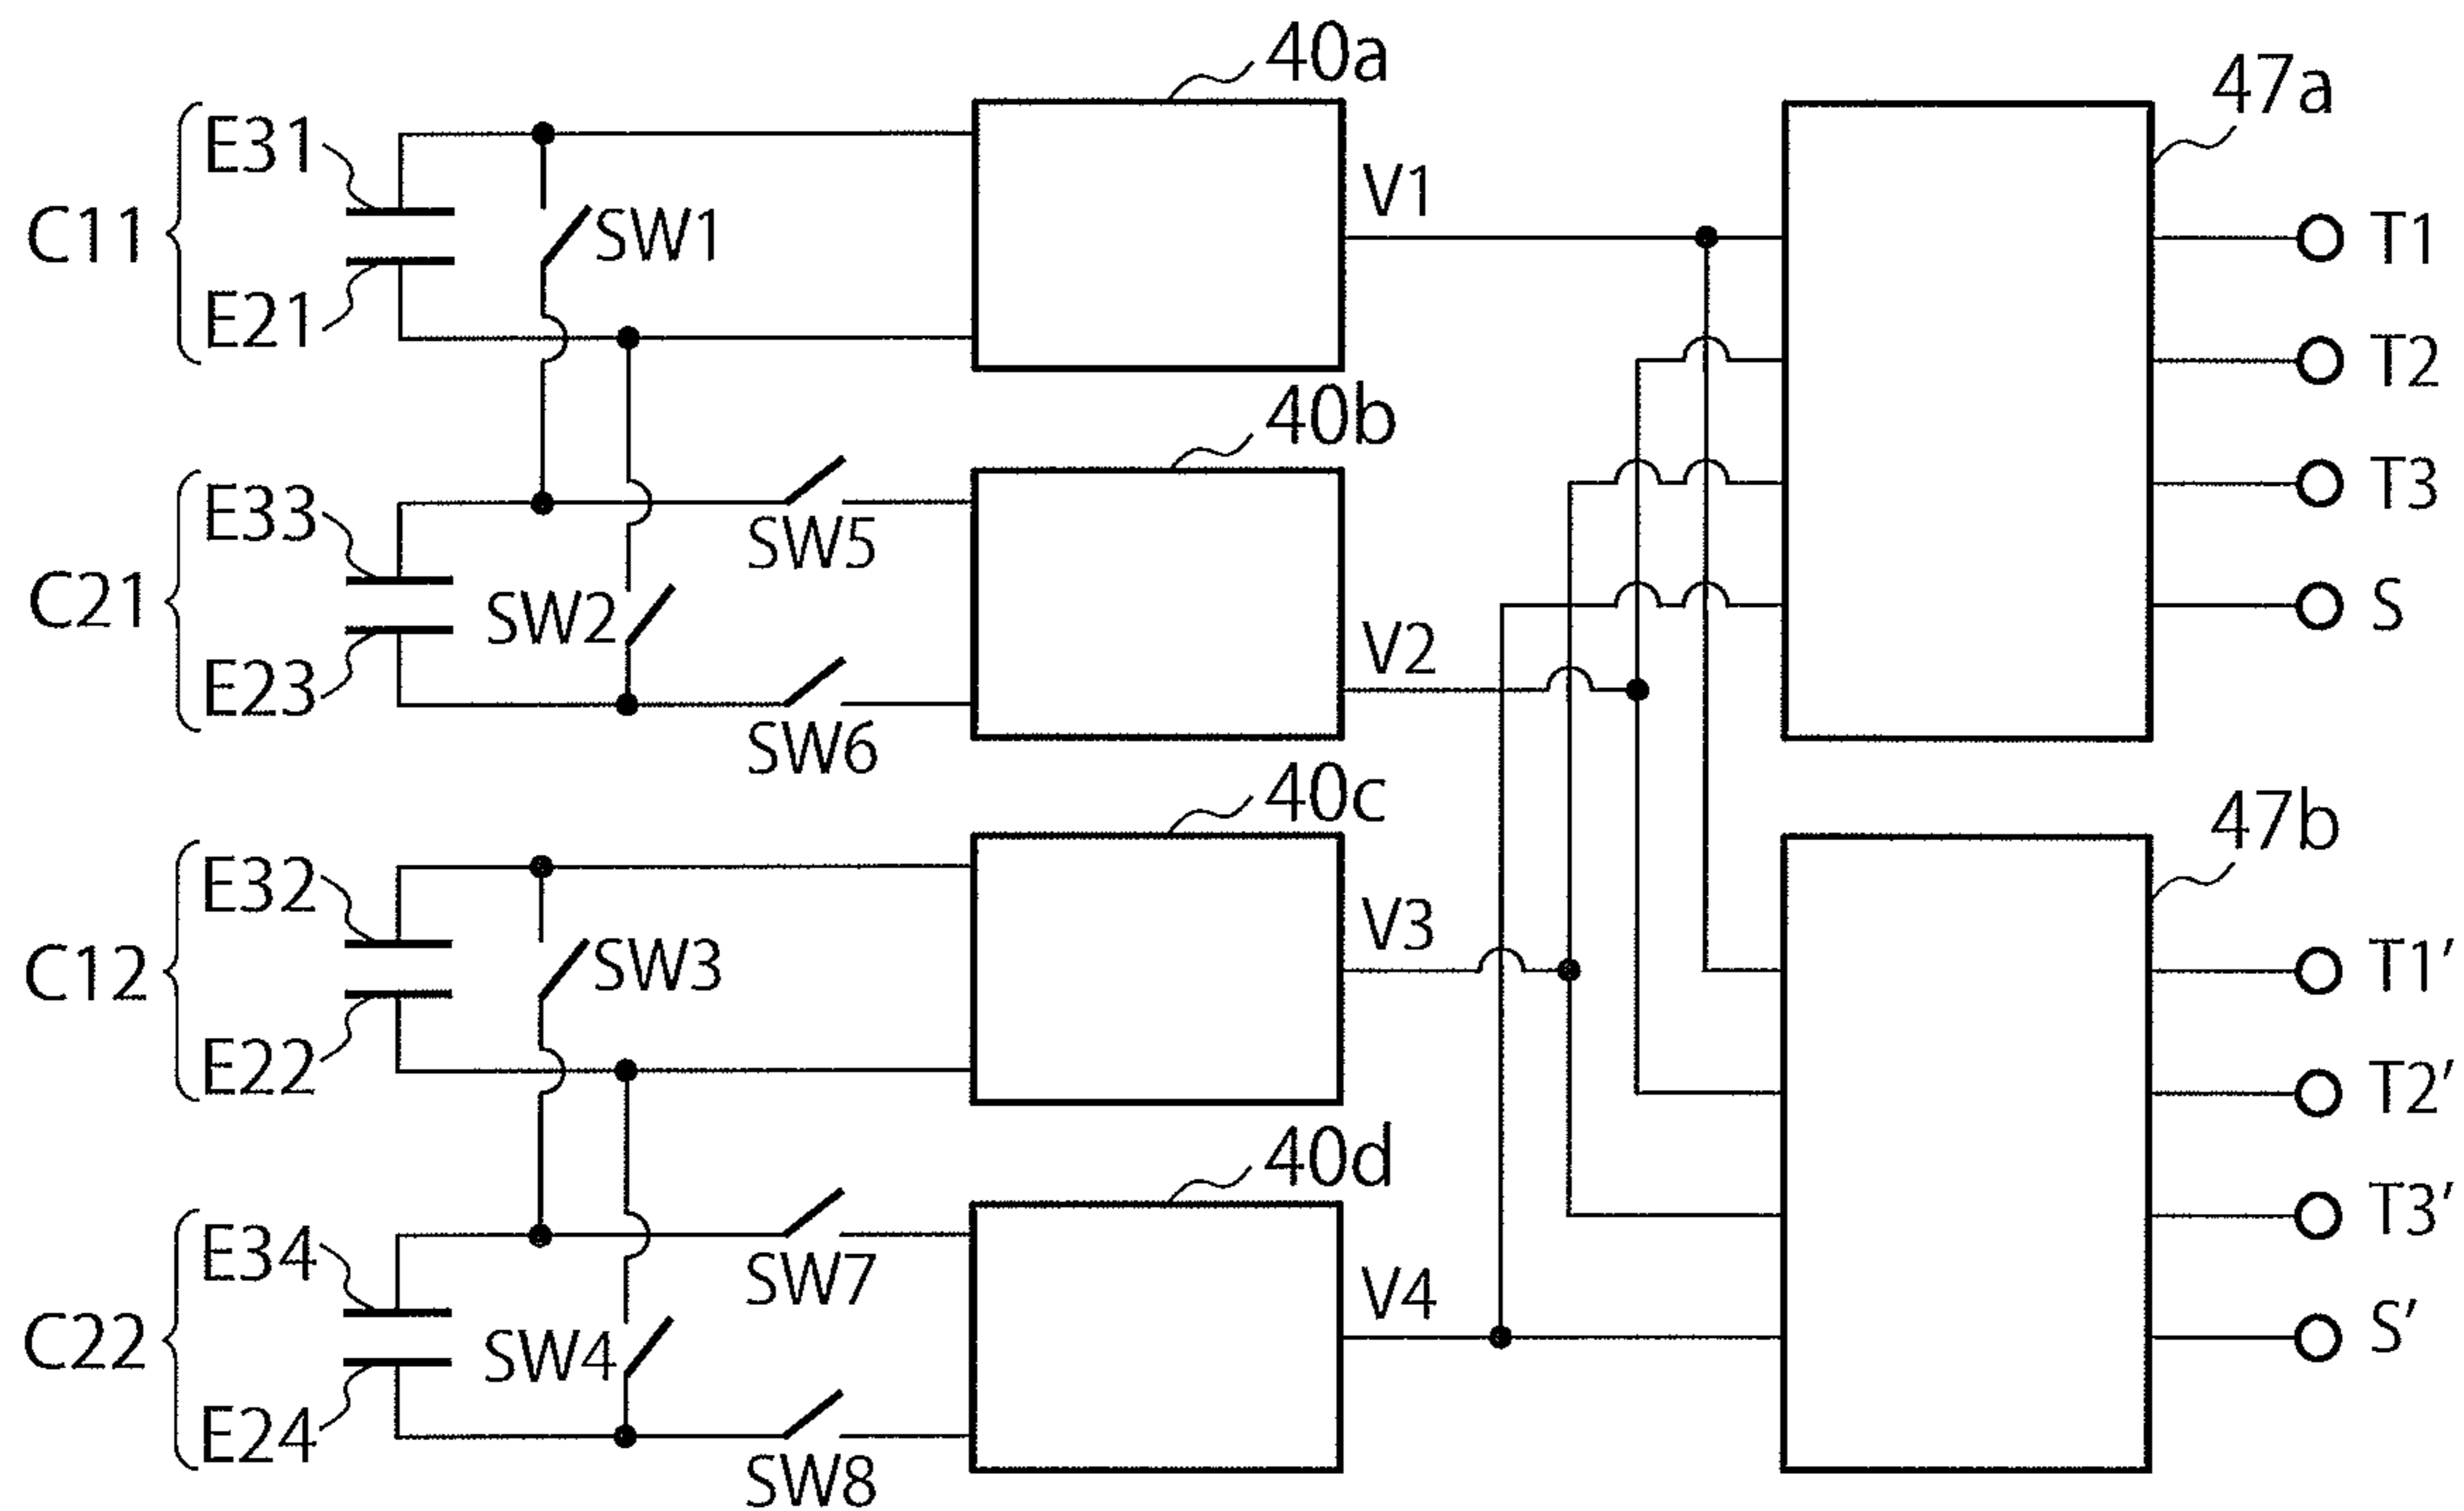 40a
47a
E31
C11
SW1
E21
V1
T1
T2
T3
S
40b
E33
SW5
C21
SW2
E23
V2
SW6
40c
47b
E32
C12
SW3
E22
V3
T1′
T2′
T3′
S′
40d
E34
SW7
C22
SW4
E24
V4
SW8